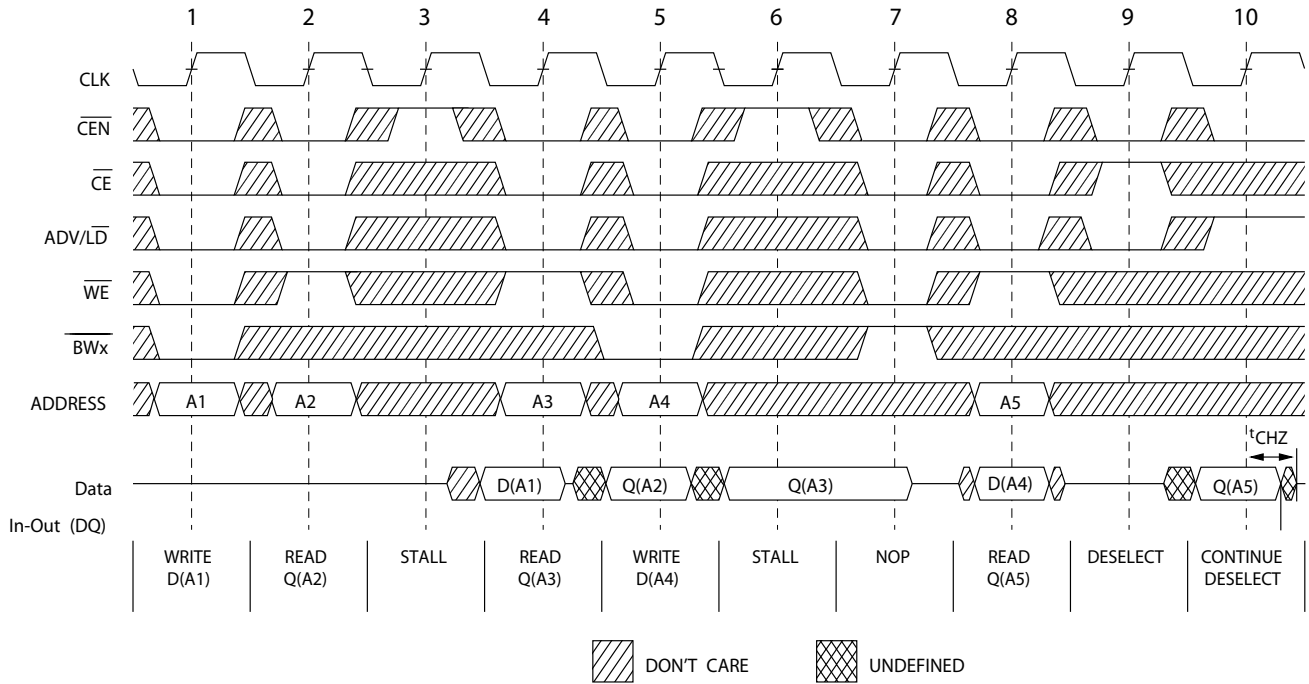 1 2 3 4 5 6 7 8 9 10
CLK
CEN
CE
ADV/LD
WE
BWx
ADDRESS A1 A2 A3 A4 A5
tCHZ
Data D(A1) Q(A2) Q(A3) D(A4) Q(A5)
In-Out (DQ)
WRITE READ STALL READ WRITE STALL NOP READ DESELECT CONTINUE
D(A1) Q(A2) Q(A3) D(A4) Q(A5) DESELECT
DON'T CARE UNDEFINED